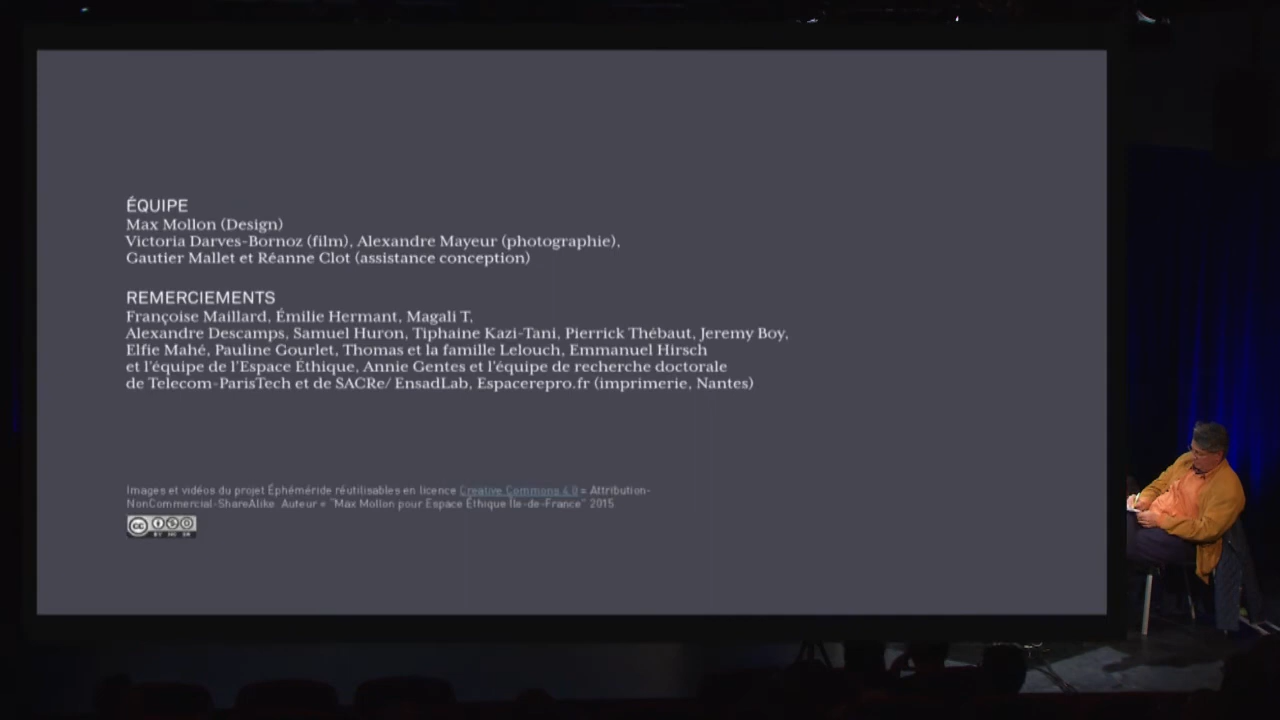 ÉQUIPE
Max Mollon (Design)
Victoria Darves-Bornoz (film), Alexandre Mayeur (photographie),
Gautier Mallet et Réanne Clot (assistance conception)
REMERCIEMENTS
Françoise Maillard, Émilie Hermant, Magali T,
Alexandre Descamps, Samuel Huron, Tiphaine Kazi-Tani, Pierrick Thébaut, Jeremy Boy,
Elfie Mahé, Pauline Gourlet, Thomas et la famille Lelouch, Emmanuel Hirsch
et l'équipe de l'Espace Éthique, Annie Gentes et l'équipe de recherche doctorale
de Telecom-ParisTech et de SACRe/ EnsadLab, Espacerepro.fr (imprimerie, Nantes)
Images et vidéos du projet Éphéméride réutilisables en licence Creative Commons 4.0 = Attribution-
NonCommercial-ShareAlike Auteur = "Max Mollon pour Espace Éthique Île-de-France" 2015
cc
BY NC SA